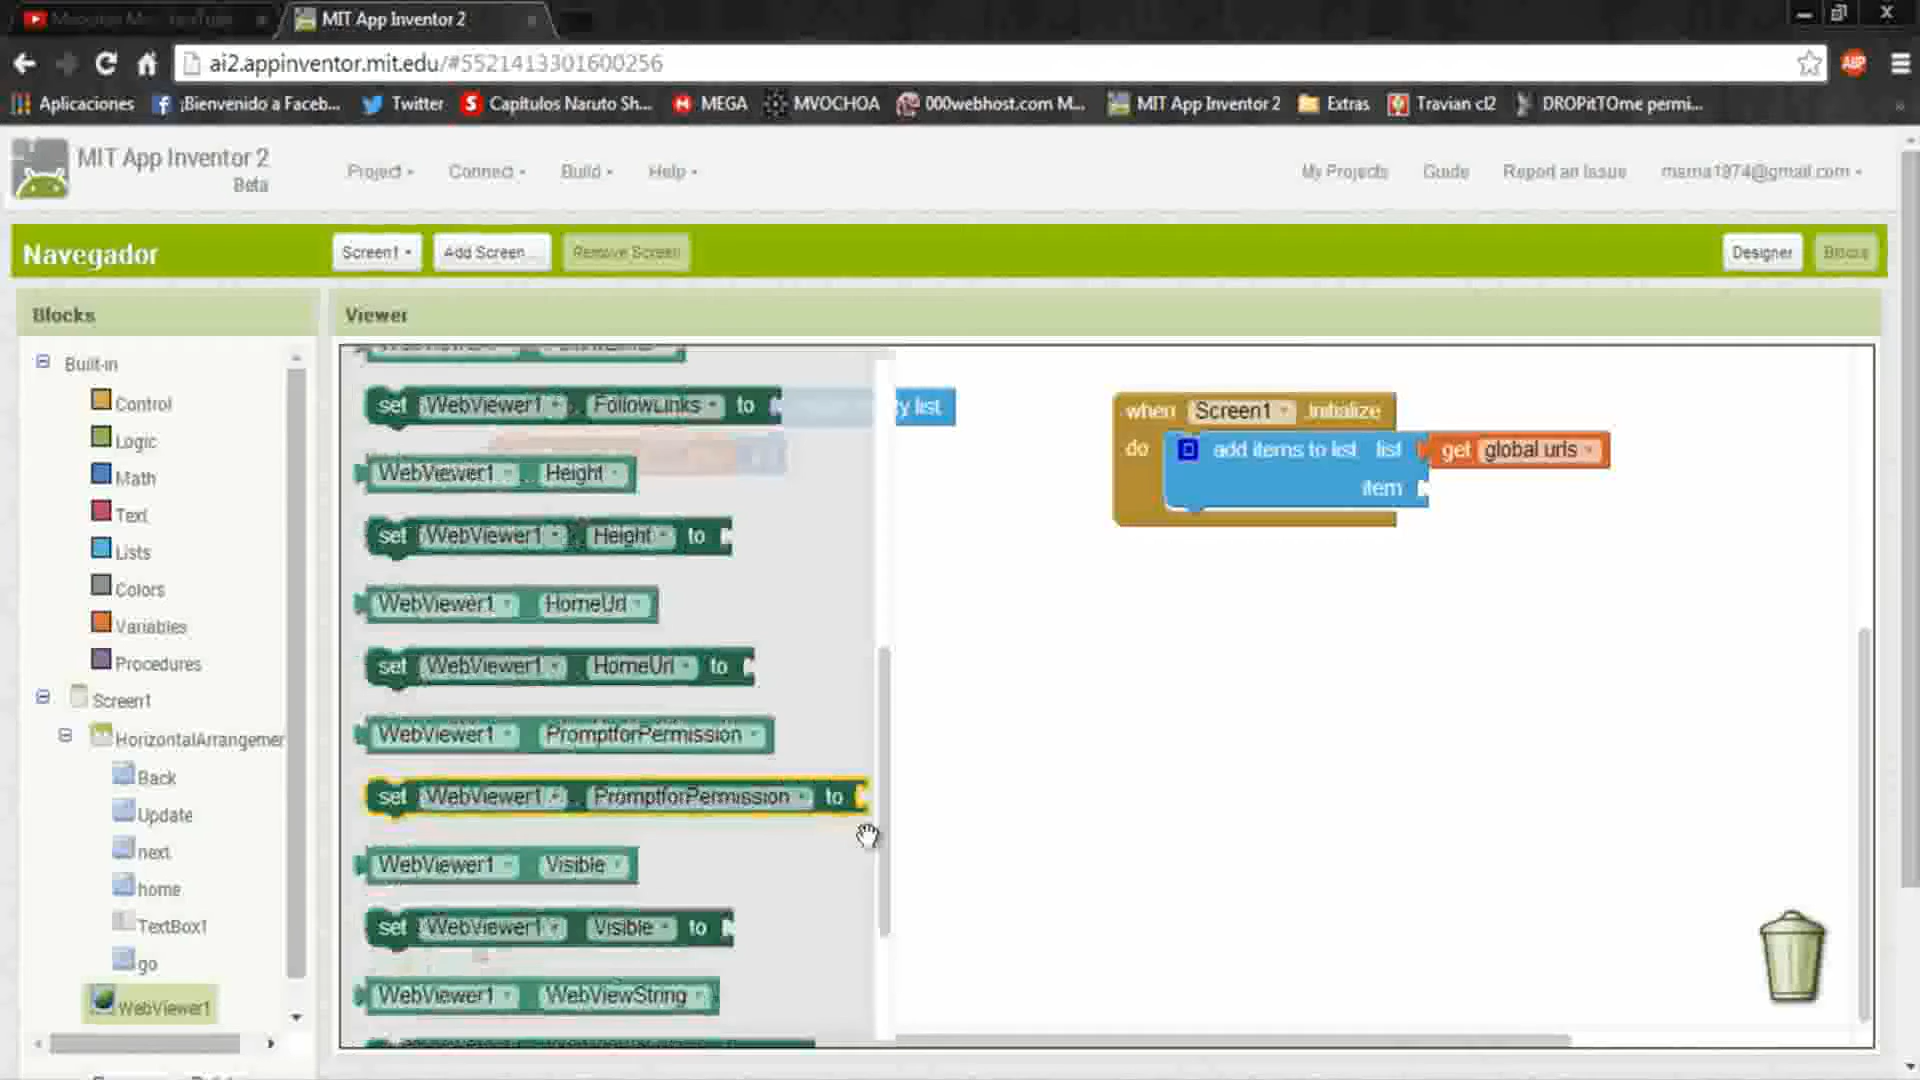 MIT App Inventor 2
ai2.appinventor.mit.edu/#5521413301600256
Aplicaciones ¡Bienvenido a Faceb... Twitter Capitulos Naruto Sh... MEGA MVOCHOA 000webhost.com M... MIT App Inventor 2 Extras Travian cl2 DROPitTOme permi...
MIT App Inventor 2
Beta
Project Connect Build Help My Projects Guide Report an Issue mama1974@gmail.com
Navegador Screen1 Add Screen ... Remove Screen Designer Blocks
Blocks
Viewer
Built-in
Control
Logic
Math
Text
Lists
Colors
Variables
Procedures
Screen1
HorizontalArrangemer
Back
Update
next
home
TextBox1
go
WebViewer1
set WebViewer1 . FollowLinks to
WebViewer1 . Height
set WebViewer1 . Height to
WebViewer1 . HomeUrl
set WebViewer1 . HomeUrl to
WebViewer1 . PromptforPermission
set WebViewer1 . PromptforPermission to
WebViewer1 . Visible
set WebViewer1 . Visible to
WebViewer1 . WebViewString
y list
when Screen1 .Initialize
do add items to list list get global urls
item